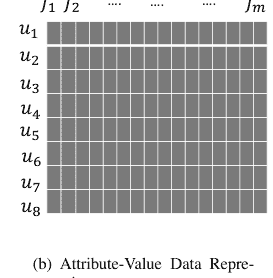 f₁ f₂ .... .... .... fₘ
u₁
u₂
u₃
u₄
u₅
u₆
u₇
u₈
(b) Attribute-Value Data Repre-